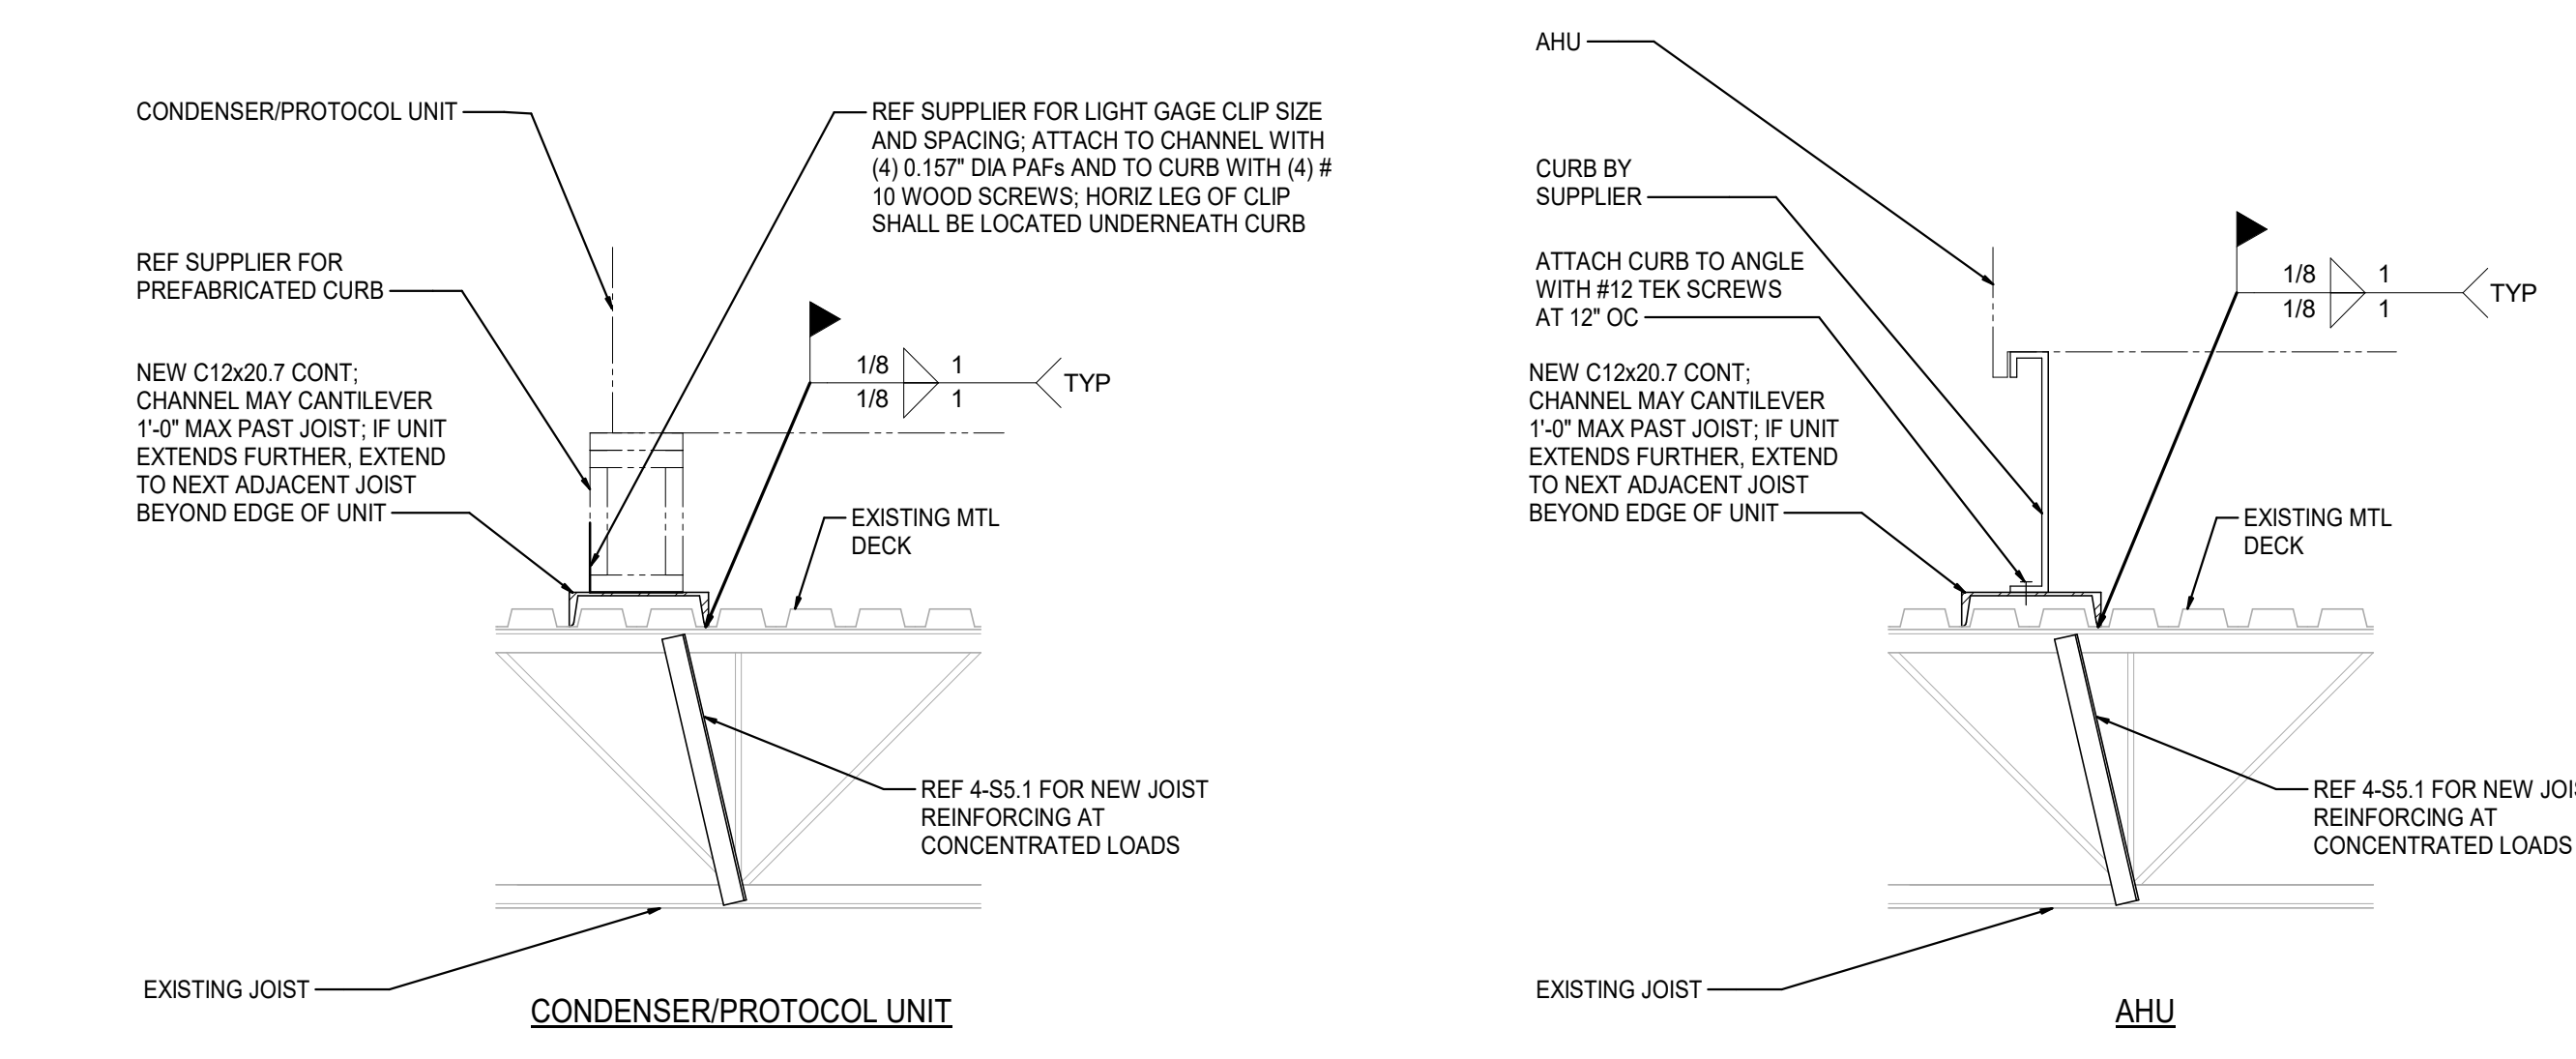 CONDENSER/PROTOCOL UNIT
REF SUPPLIER FOR LIGHT GAGE CLIP SIZE
AND SPACING; ATTACH TO CHANNEL WITH
(4) 0.157" DIA PAFs AND TO CURB WITH (4) #
10 WOOD SCREWS; HORIZ LEG OF CLIP
SHALL BE LOCATED UNDERNEATH CURB
REF SUPPLIER FOR
PREFABRICATED CURB
1/8 1
1/8 1
TYP
NEW C12x20.7 CONT;
CHANNEL MAY CANTILEVER
1'-0" MAX PAST JOIST; IF UNIT
EXTENDS FURTHER, EXTEND
TO NEXT ADJACENT JOIST
BEYOND EDGE OF UNIT
EXISTING MTL
DECK
REF 4-S5.1 FOR NEW JOIST
REINFORCING AT
CONCENTRATED LOADS
EXISTING JOIST
CONDENSER/PROTOCOL UNIT
AHU
CURB BY
SUPPLIER
ATTACH CURB TO ANGLE
WITH #12 TEK SCREWS
AT 12" OC
1/8 1
1/8 1
TYP
NEW C12x20.7 CONT;
CHANNEL MAY CANTILEVER
1'-0" MAX PAST JOIST; IF UNIT
EXTENDS FURTHER, EXTEND
TO NEXT ADJACENT JOIST
BEYOND EDGE OF UNIT
EXISTING MTL
DECK
REF 4-S5.1 FOR NEW
REINFORCING AT
CONCENTRATED LOADS
EXISTING JOIST
AHU